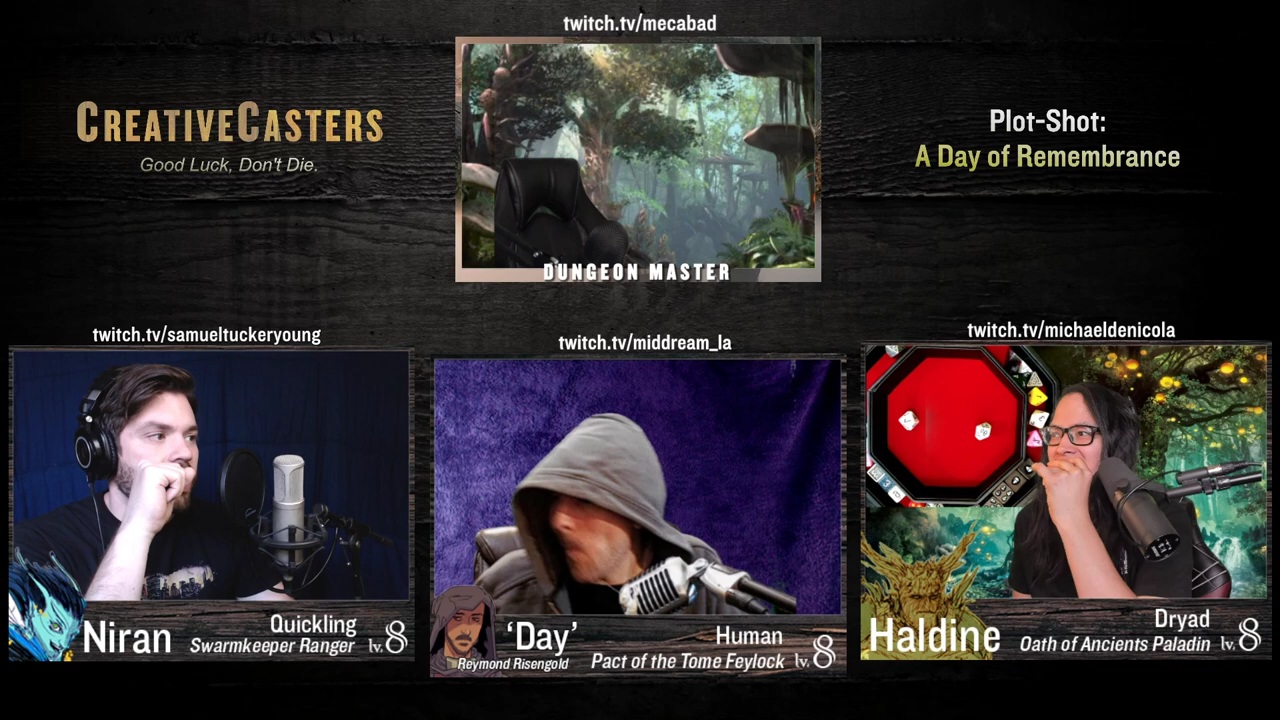 twitch.tv/mecabad
CREATIVECASTERS
Good Luck, Don't Die.
Plot-Shot:
A Day of Remembrance
DUNGEON MASTER
twitch.tv/samueltuckeryoung
twitch.tv/middream_la
twitch.tv/michaeldenicola
20
Niran
Quickling
Swarmkeeper Ranger lv. 8
'Day'
Reymond Risengold
Human
Pact of the Tome Feylock lv. 8
Haldine
Dryad
Oath of Ancients Paladin lv. 8